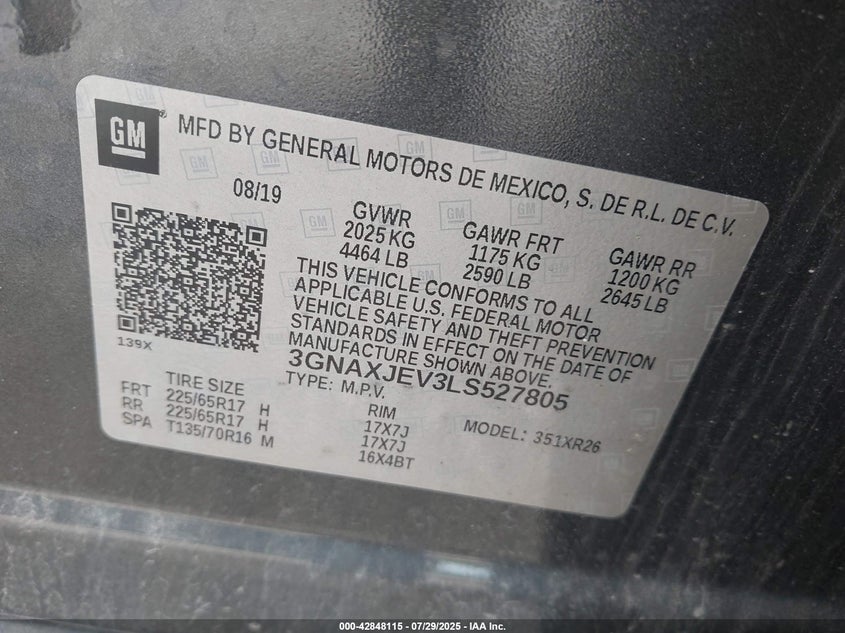 GM
MFD BY GENERAL MOTORS DE MEXICO, S. DE R.L. DE C.V.
08/19
GVWR
2025 KG
4464 LB
GAWR FRT
1175 KG
2590 LB
GAWR RR
1200 KG
2645 LB
THIS VEHICLE CONFORMS TO ALL
APPLICABLE U.S. FEDERAL MOTOR
VEHICLE SAFETY AND THEFT PREVENTION
STANDARDS IN EFFECT ON THE DATE OF
MANUFACTURE SHOWN ABOVE.
3GNAXJEV3LS527805
TYPE: M.P.V.
MODEL: 351XR26
139X
TIRE SIZE RIM
FRT 225/65R17 H 17X7J
RR 225/65R17 H 17X7J
SPA T135/70R16 M 16X4BT
000-42848115 - 07/29/2025 - IAA Inc.